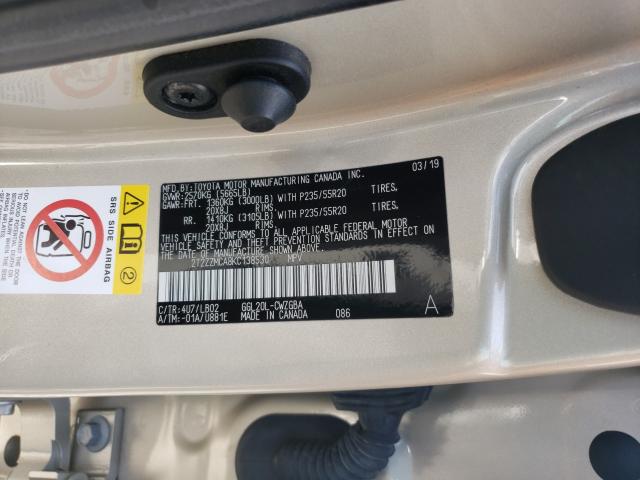 MFD.BY:TOYOTA MOTOR MANUFACTURING CANADA INC. 03/19
GVWR:2570KG (5665LB)
GAWR:FRT. 1360KG (3000LB) WITH P235/55R20 TIRES,
20X8J RIMS,
RR. 1410KG (3105LB) WITH P235/55R20 TIRES,
20X8J RIMS,
THIS VEHICLE CONFORMS TO ALL APPLICABLE FEDERAL MOTOR
VEHICLE SAFETY STANDARDS IN EFFECT ON THE DATE OF
MANUFACTURE SHOWN ABOVE.
MPV
C/TR:4U7/LB02 GGL20L-CWZGBA
A/TM:-01A/U881E MADE IN CANADA 086 A
SRS SIDE AIRBAG